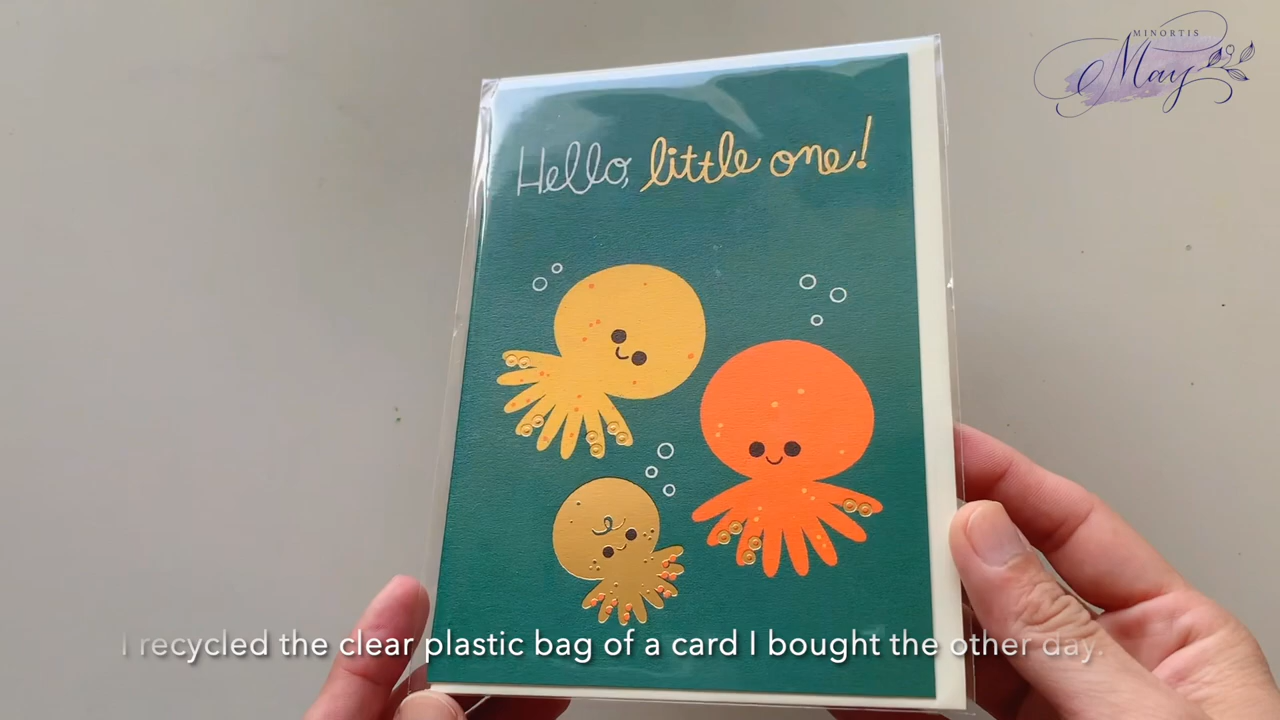 MINORTIS
May
Hello, little one!
I recycled the clear plastic bag of a card I bought the other day.